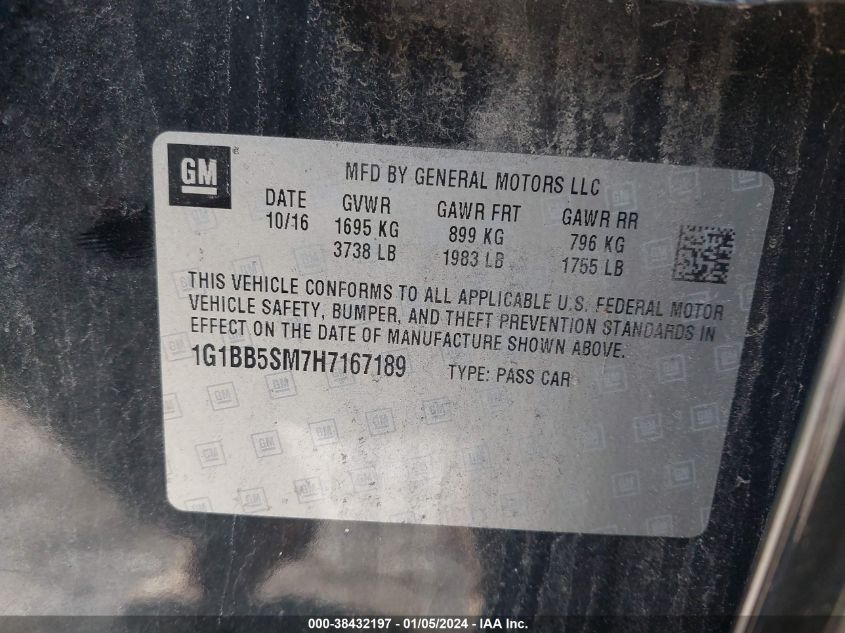 GM
MFD BY GENERAL MOTORS LLC
DATE GVWR GAWR FRT GAWR RR
10/16 1695 KG 899 KG 796 KG
3738 LB 1983 LB 1755 LB
THIS VEHICLE CONFORMS TO ALL APPLICABLE U.S. FEDERAL MOTOR
VEHICLE SAFETY, BUMPER, AND THEFT PREVENTION STANDARDS IN
EFFECT ON THE DATE OF MANUFACTURE SHOWN ABOVE.
1G1BB5SM7H7167189 TYPE: PASS CAR
000-38432197 - 01/05/2024 - IAA Inc.